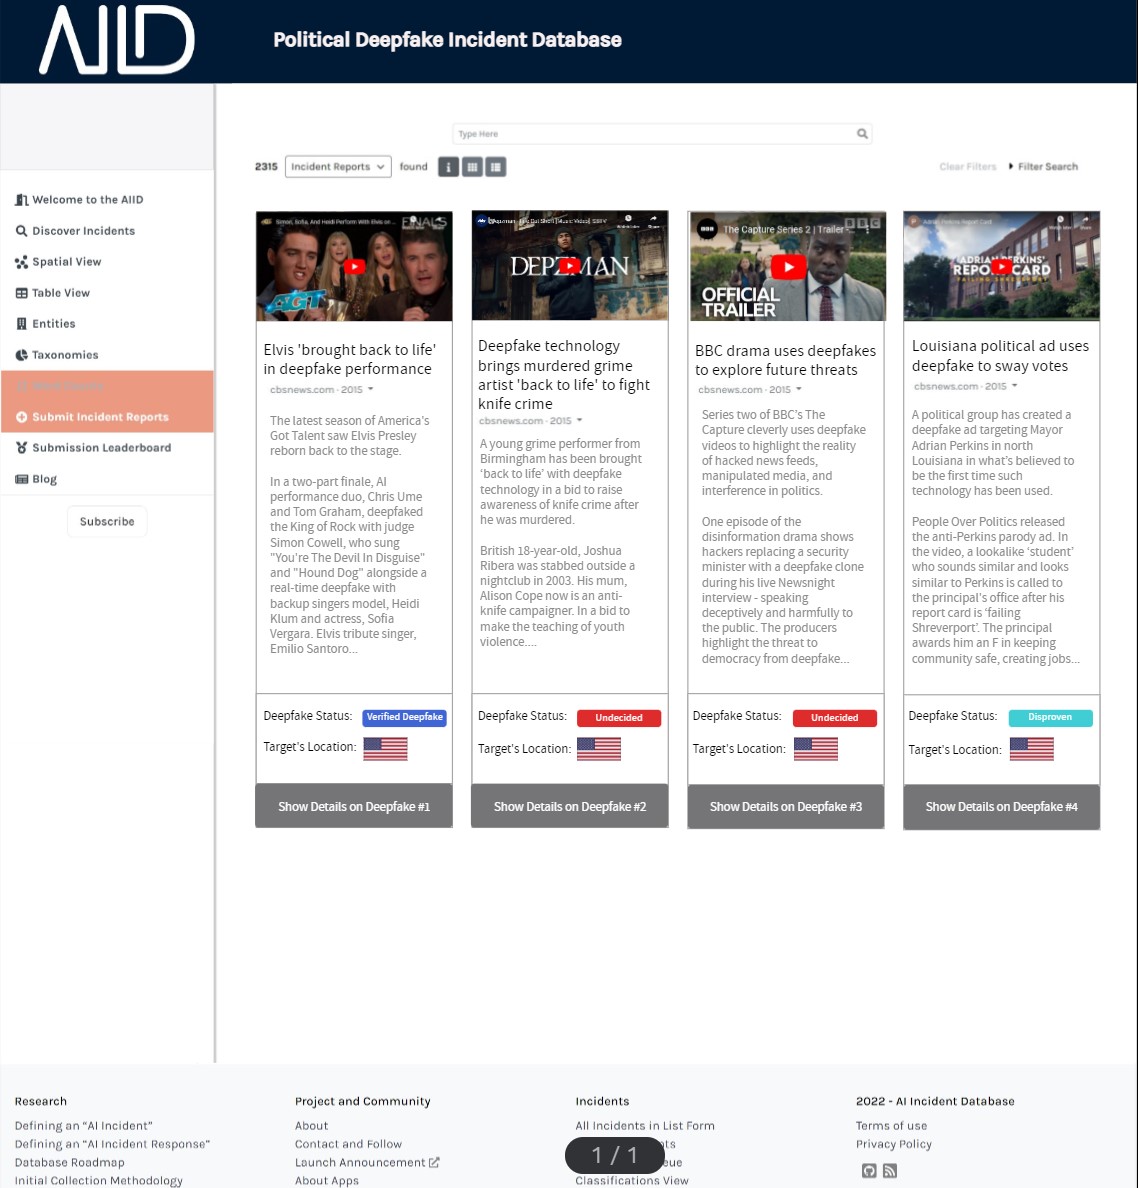 AIID
Political Deepfake Incident Database
Type Here
2315 Incident Reports found
Clear Filters Filter Search
Welcome to the AIID
Discover Incidents
Spatial View
Table View
Entities
Taxonomies
Submit Incident Reports
Submission Leaderboard
Blog
Subscribe
Simon, Sofia, And Heidi Perform With Elvis on ...
FINALS
AGT
Elvis 'brought back to life'
in deepfake performance
cbsnews.com · 2015
The latest season of America's
Got Talent saw Elvis Presley
reborn back to the stage.
In a two-part finale, AI
performance duo, Chris Ume
and Tom Graham, deepfaked
the King of Rock with judge
Simon Cowell, who sung
"You're The Devil In Disguise"
and "Hound Dog" alongside a
real-time deepfake with
backup singers model, Heidi
Klum and actress, Sofia
Vergara. Elvis tribute singer,
Emilio Santoro...
Deepfake Status: Verified Deepfake
Target's Location:
Show Details on Deepfake #1
DEPZMAN
Watch later Share
Deepfake technology
brings murdered grime
artist 'back to life' to fight
knife crime
cbsnews.com · 2015
A young grime performer from
Birmingham has been brought
'back to life' with deepfake
technology in a bid to raise
awareness of knife crime after
he was murdered.
British 18-year-old, Joshua
Ribera was stabbed outside a
nightclub in 2003. His mum,
Alison Cope now is an anti-
knife campaigner. In a bid to
make the teaching of youth
violence....
Deepfake Status: Undecided
Target's Location:
Show Details on Deepfake #2
BBC
The Capture Series 2 | Trailer - ...
BBC
OFFICIAL
TRAILER
BBC drama uses deepfakes
to explore future threats
cbsnews.com · 2015
Series two of BBC's The
Capture cleverly uses deepfake
videos to highlight the reality
of hacked news feeds,
manipulated media, and
interference in politics.
One episode of the
disinformation drama shows
hackers replacing a security
minister with a deepfake clone
during his live Newsnight
interview - speaking
deceptively and harmfully to
the public. The producers
highlight the threat to
democracy from deepfake...
Deepfake Status: Undecided
Target's Location:
Show Details on Deepfake #3
Adrian Perkins Report Card
Watch later Share
ADRIAN PERKINS'
REPORT CARD
FAILING SHREVEPORT
Louisiana political ad uses
deepfake to sway votes
cbsnews.com · 2015
A political group has created a
deepfake ad targeting Mayor
Adrian Perkins in north
Louisiana in what's believed to
be the first time such
technology has been used.
People Over Politics released
the anti-Perkins parody ad. In
the video, a lookalike 'student'
who sounds similar and looks
similar to Perkins is called to
the principal's office after his
report card is 'failing
Shreverport'. The principal
awards him an F in keeping
community safe, creating jobs...
Deepfake Status: Disproven
Target's Location:
Show Details on Deepfake #4
Research
Defining an "AI Incident"
Defining an "AI Incident Response"
Database Roadmap
Initial Collection Methodology
Project and Community
About
Contact and Follow
Launch Announcement
About Apps
Incidents
All Incidents in List Form
Classifications View
1 / 1
2022 - AI Incident Database
Terms of use
Privacy Policy